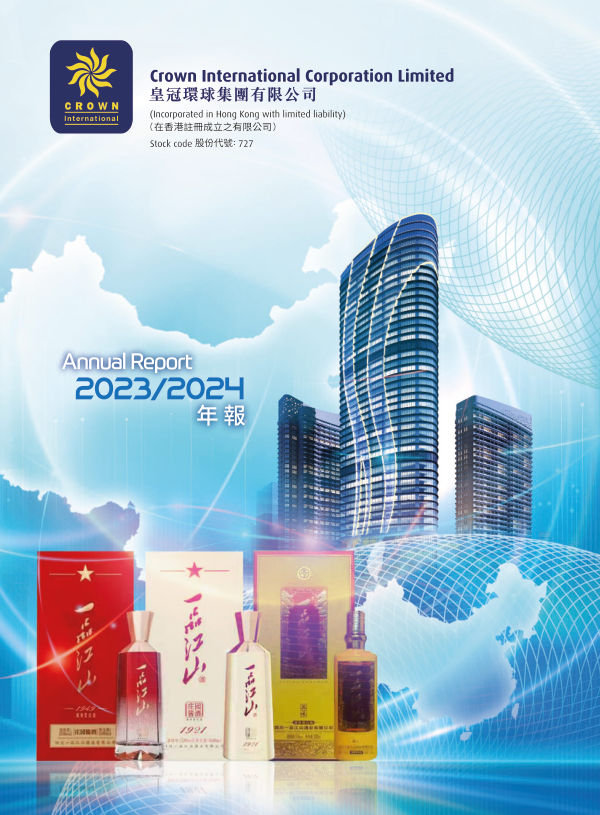 CROWN
International
Crown International Corporation Limited
皇冠環球集團有限公司
(Incorporated in Hong Kong with limited liability)
(在香港註冊成立之有限公司)
Stock code 股份代號: 727
Annual Report
2023/2024
年報
一品江山
1949
一品江山
1921
一品江山
1921